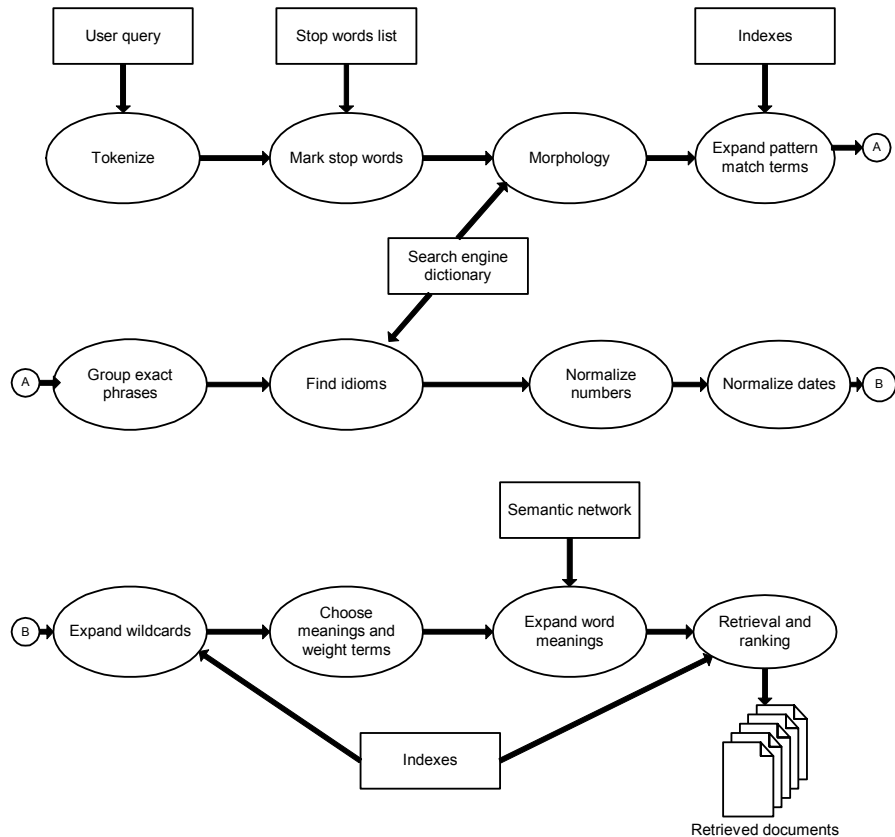 User query
Stop words list
Indexes
Tokenize
Mark stop words
Morphology
Expand pattern
match terms
A
Search engine
dictionary
A
Group exact
phrases
Find idioms
Normalize
numbers
Normalize dates
B
Semantic network
B
Expand wildcards
Choose
meanings and
weight terms
Expand word
meanings
Retrieval and
ranking
Indexes
Retrieved documents